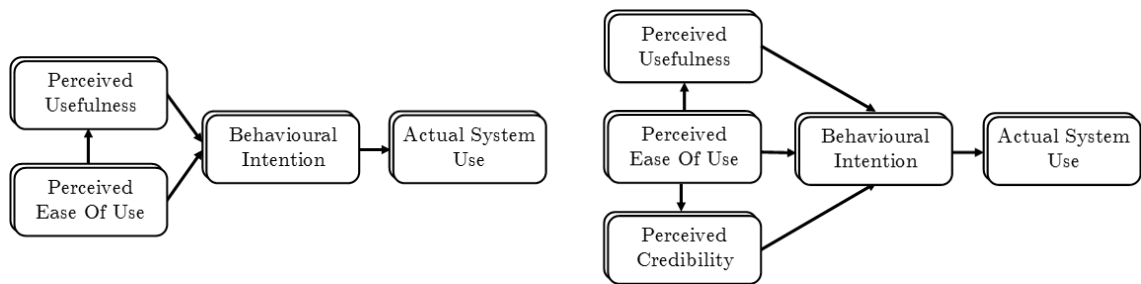 Perceived
Usefulness
Perceived
Ease Of Use
Behavioural
Intention
Actual System
Use
Perceived
Usefulness
Perceived
Ease Of Use
Perceived
Credibility
Behavioural
Intention
Actual System
Use